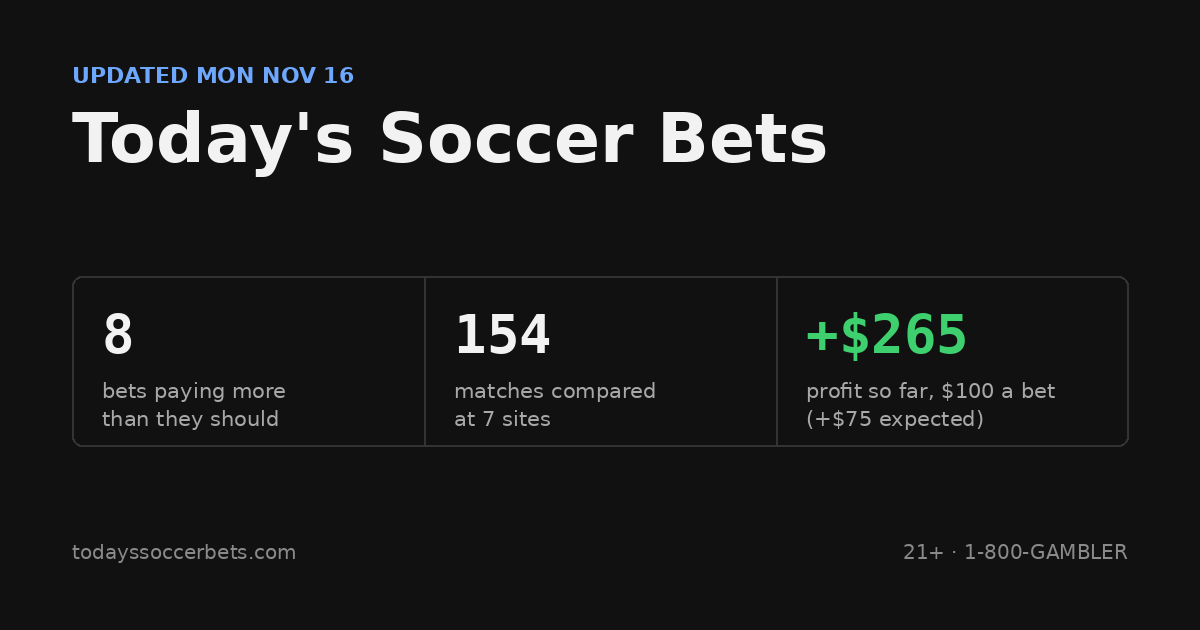 UPDATED MON NOV 16
Today's Soccer Bets
8
bets paying more
than they should
154
matches compared
at 7 sites
+$265
profit so far, $100 a bet
(+$75 expected)
todayssoccerbets.com
21+ · 1-800-GAMBLER